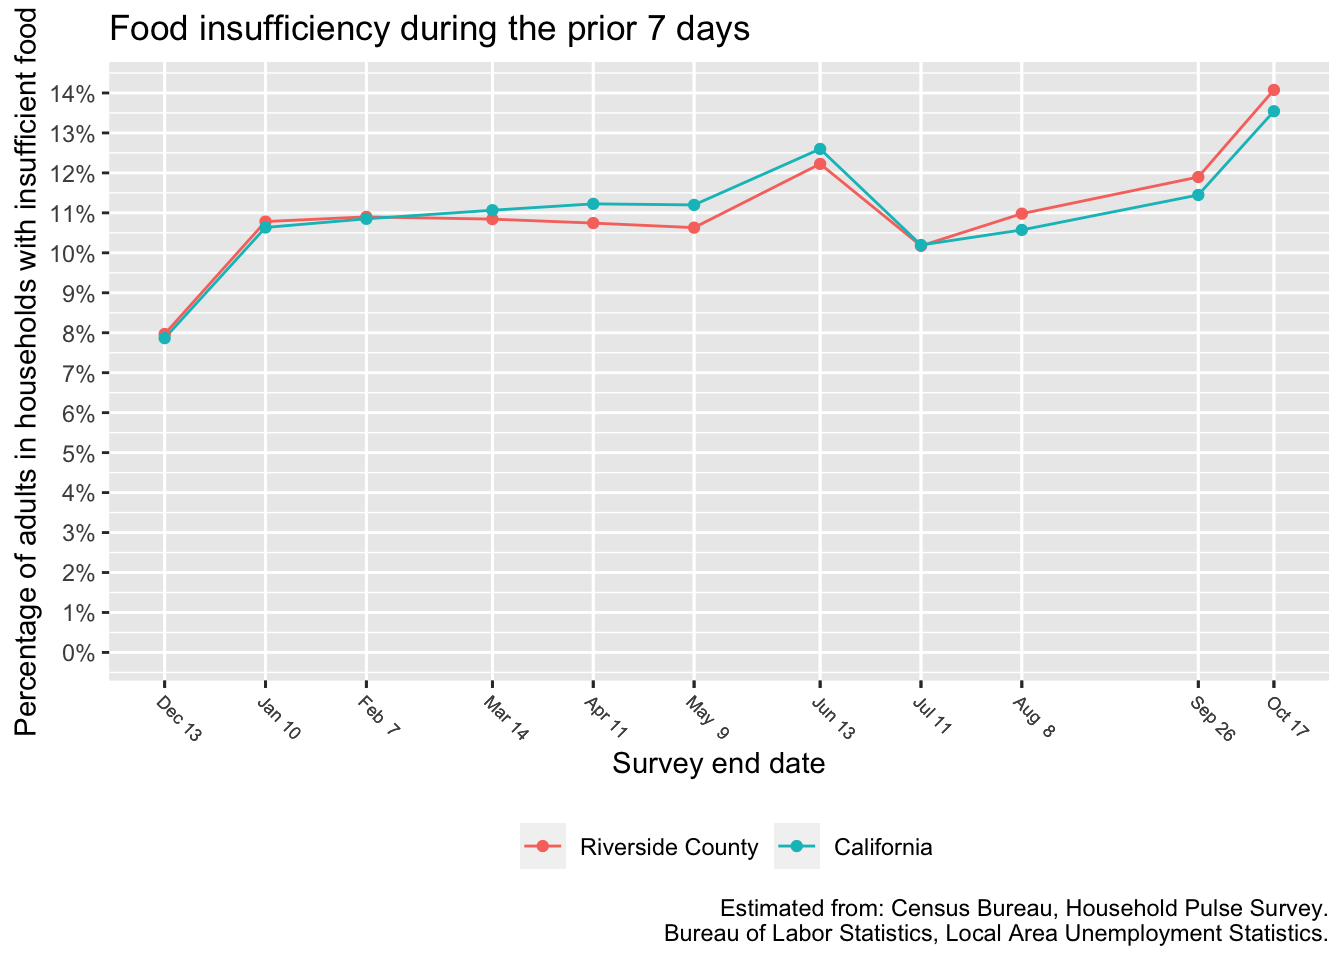 Food insufficiency during the prior 7 days
Percentage of adults in households with insufficient food
14%
13%
12%
11%
10%
9%
8%
7%
6%
5%
4%
3%
2%
1%
0%
Dec 13
Jan 10
Feb 7
Mar 14
Apr 11
May 9
Jun 13
Jul 11
Aug 8
Sep 26
Oct 17
Survey end date
Riverside County
California
Estimated from: Census Bureau, Household Pulse Survey.
Bureau of Labor Statistics, Local Area Unemployment Statistics.